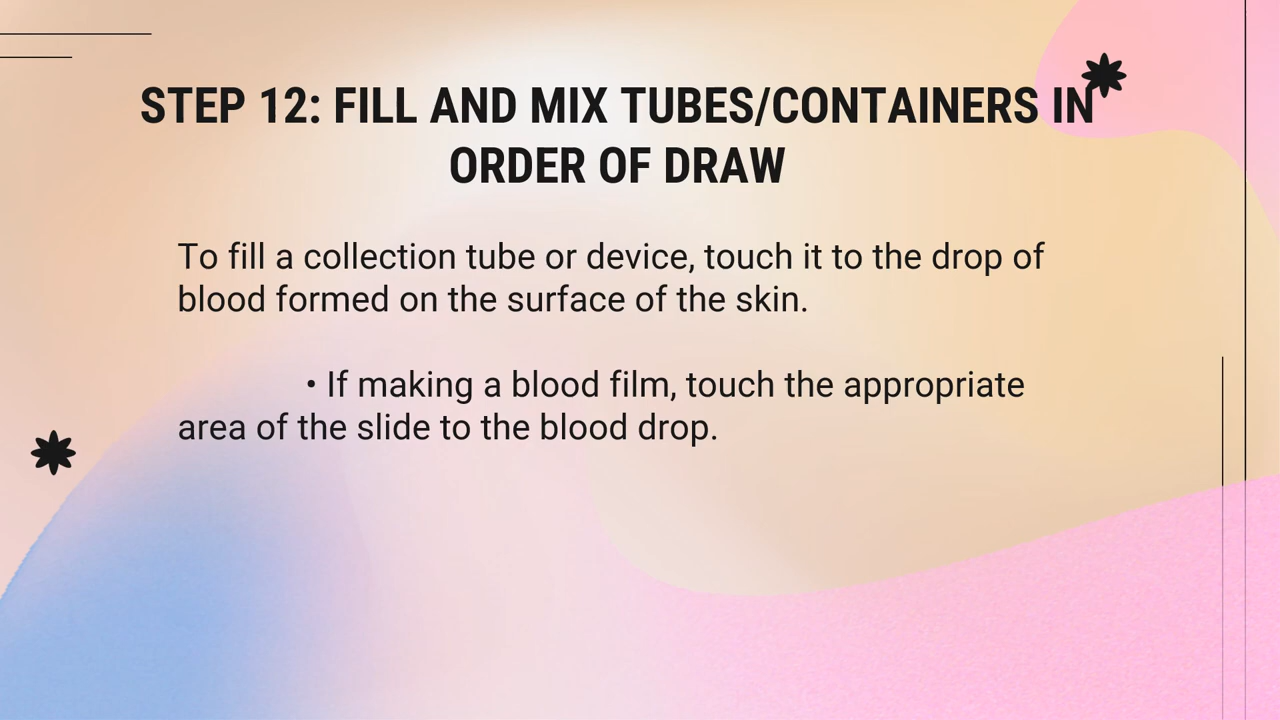 STEP 12: FILL AND MIX TUBES/CONTAINERS IN
ORDER OF DRAW
To fill a collection tube or device, touch it to the drop of
blood formed on the surface of the skin.
• If making a blood film, touch the appropriate
area of the slide to the blood drop.